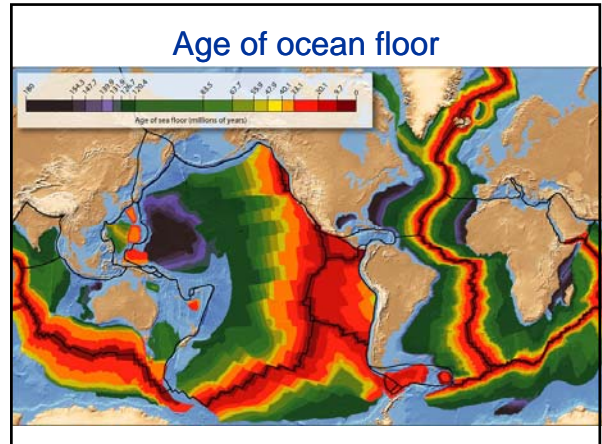 Age of ocean floor
180 154.3 147.7 139.6 131.9 126.7 120.4 83.5 67.7 55.9 47.9 40.1 33.1 20.1 9.7 0
Age of sea floor (millions of years)